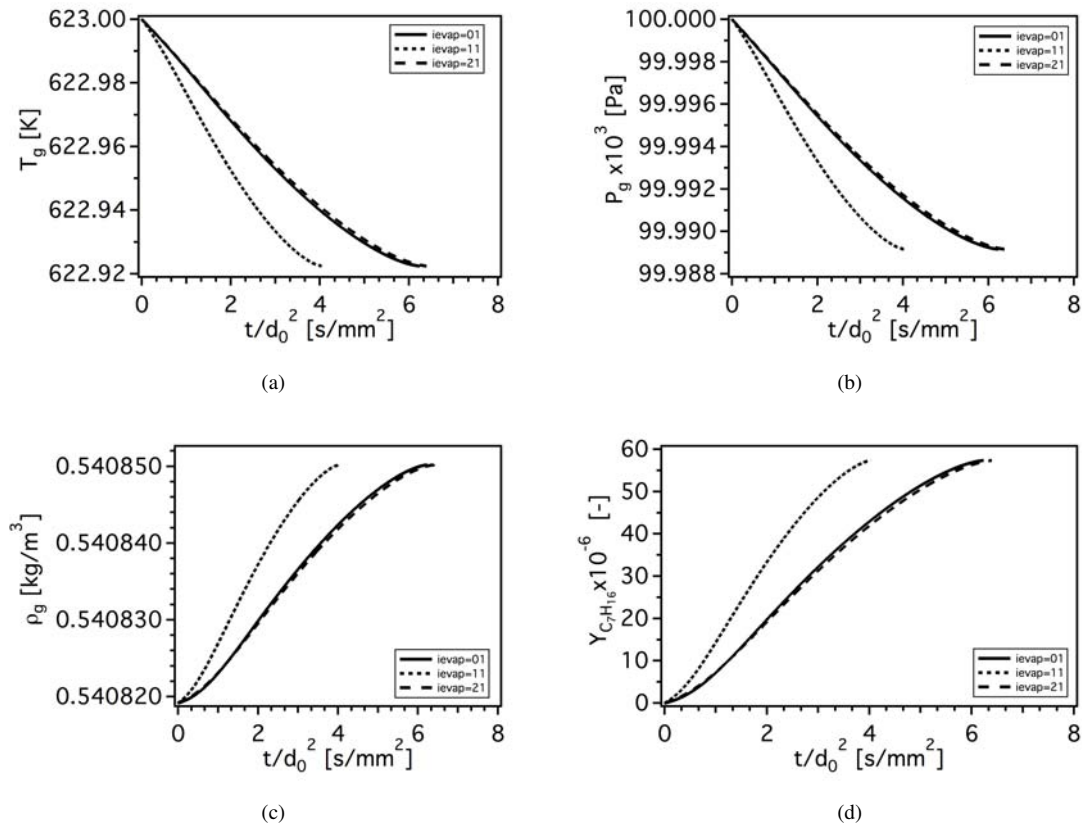 623.00
622.98
622.96
622.94
622.92
T_g [K]
0 2 4 6 8
t/d_0^2 [s/mm^2]
ievap=01
ievap=11
ievap=21
(a)
100.000
99.998
99.996
99.994
99.992
99.990
99.988
P_g x10^3 [Pa]
0 2 4 6 8
t/d_0^2 [s/mm^2]
ievap=01
ievap=11
ievap=21
(b)
0.540850
0.540840
0.540830
0.540820
ρ_g [kg/m^3]
0 2 4 6 8
t/d_0^2 [s/mm^2]
ievap=01
ievap=11
ievap=21
(c)
60
50
40
30
20
10
0
Y_{C_7H_{16}} x10^{-6} [-]
0 2 4 6 8
t/d_0^2 [s/mm^2]
ievap=01
ievap=11
ievap=21
(d)